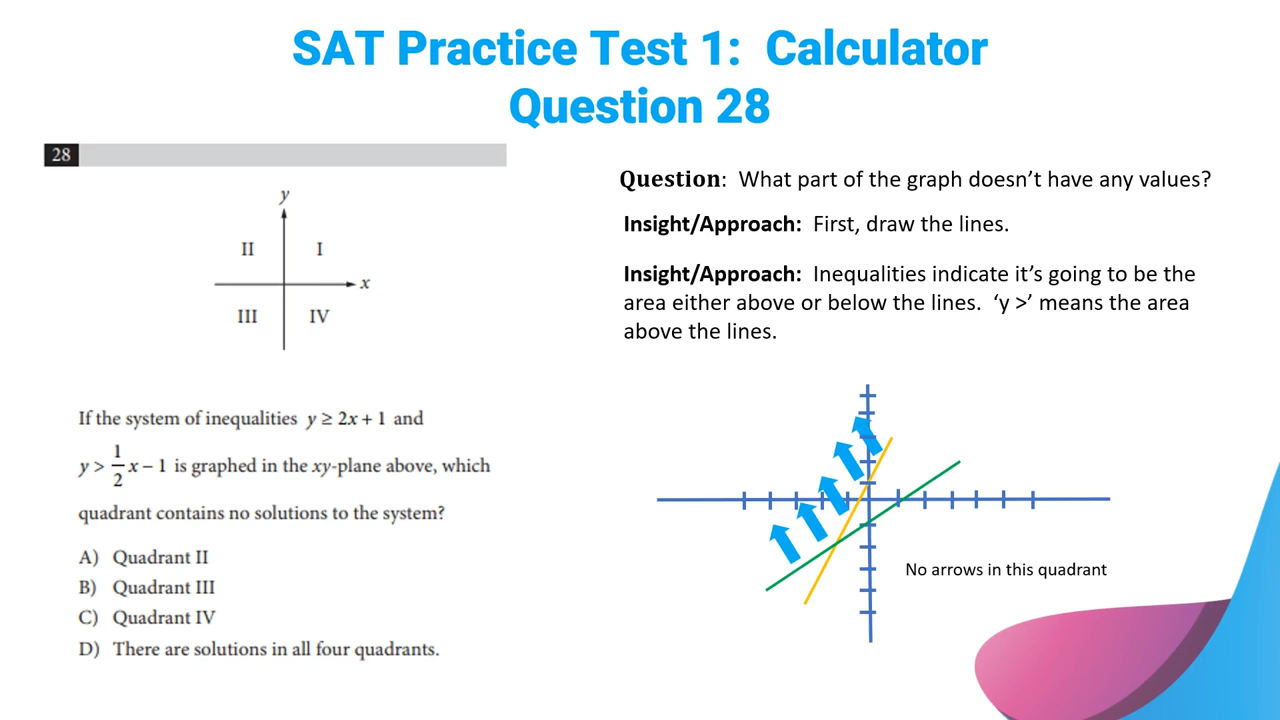 SAT Practice Test 1:  Calculator
Question 28
28
y
II
I
x
III
IV
If the system of inequalities y ≥ 2x + 1 and
y > 1/2 x − 1 is graphed in the xy-plane above, which
quadrant contains no solutions to the system?
A) Quadrant II
B) Quadrant III
C) Quadrant IV
D) There are solutions in all four quadrants.
Question:  What part of the graph doesn’t have any values?
Insight/Approach:  First, draw the lines.
Insight/Approach:  Inequalities indicate it’s going to be the
area either above or below the lines.  ‘y >’ means the area
above the lines.
No arrows in this quadrant